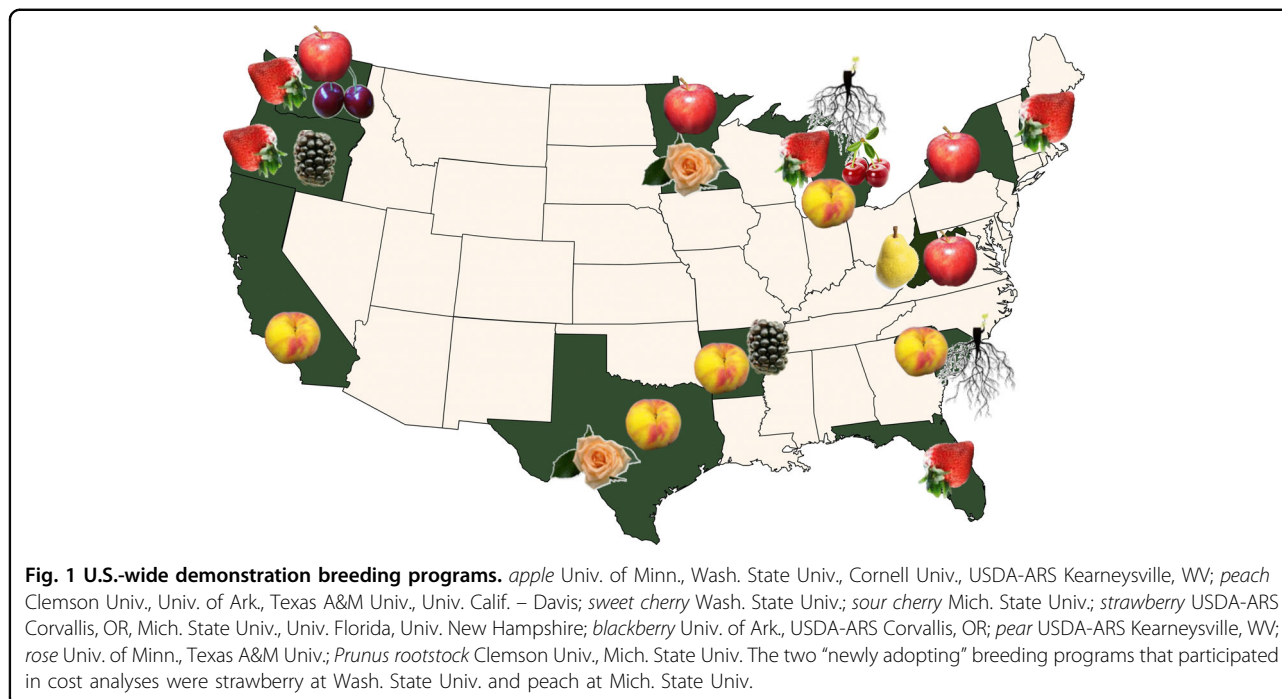 Fig. 1 U.S.-wide demonstration breeding programs. apple Univ. of Minn., Wash. State Univ., Cornell Univ., USDA-ARS Kearneysville, WV; peach
Clemson Univ., Univ. of Ark., Texas A&M Univ., Univ. Calif. – Davis; sweet cherry Wash. State Univ.; sour cherry Mich. State Univ.; strawberry USDA-ARS
Corvallis, OR, Mich. State Univ., Univ. Florida, Univ. New Hampshire; blackberry Univ. of Ark., USDA-ARS Corvallis, OR; pear USDA-ARS Kearneysville, WV;
rose Univ. of Minn., Texas A&M Univ.; Prunus rootstock Clemson Univ., Mich. State Univ. The two “newly adopting” breeding programs that participated
in cost analyses were strawberry at Wash. State Univ. and peach at Mich. State Univ.